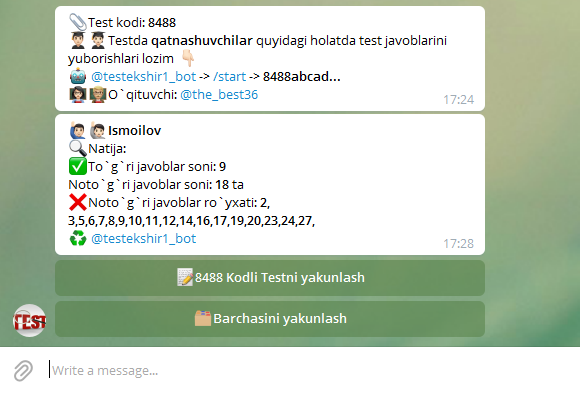 Test kodi: 8488
Testda qatnashuvchilar quyidagi holatda test javoblarini
yuborishlari lozim
@testekshir1_bot -> /start -> 8488abcad...
O`qituvchi: @the_best36
17:24
Ismoilov
Natija:
To`g`ri javoblar soni: 9
Noto`g`ri javoblar soni: 18 ta
Noto`g`ri javoblar ro`yxati: 2,
3,5,6,7,8,9,10,11,12,14,16,17,19,20,23,24,27,
@testekshir1_bot
17:28
8488 Kodli Testni yakunlash
Barchasini yakunlash
TEST
Write a message...